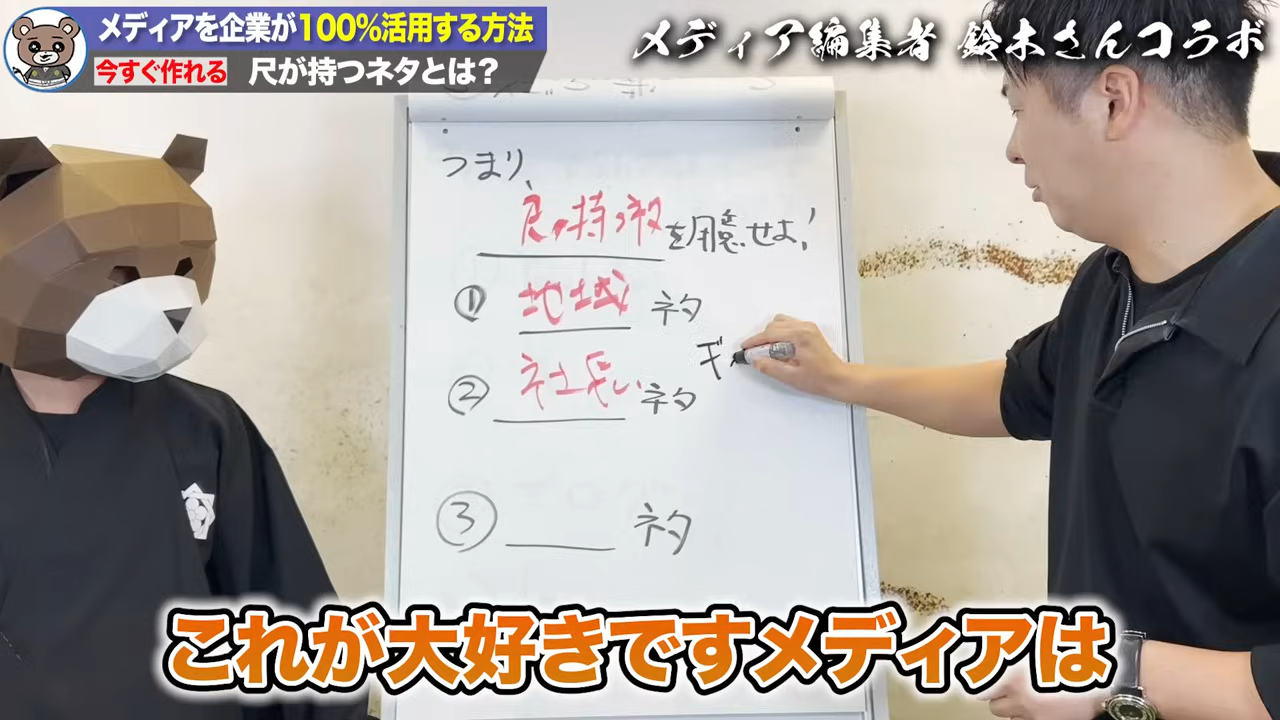 メディアを企業が100%活用する方法
今すぐ作れる 尺が持つネタとは?
メディア編集者 鈴木さんコラボ
つまり、
尺が持つネタを用意せよ!
① 地域 ネタ
② 社長 ネタ
ギ
③ ネタ
これが大好きですメディアは